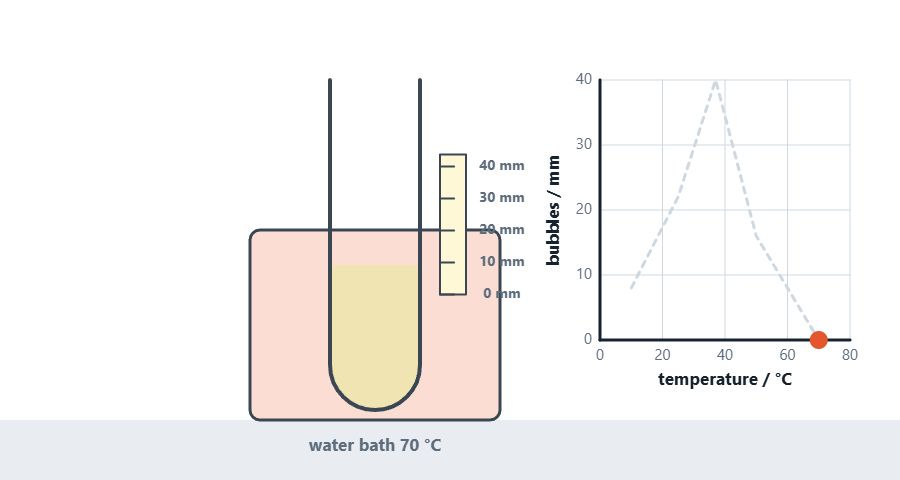 40 mm
30 mm
20 mm
10 mm
0 mm
water bath 70 °C
bubbles / mm
40
30
20
10
0
0 20 40 60 80
temperature / °C